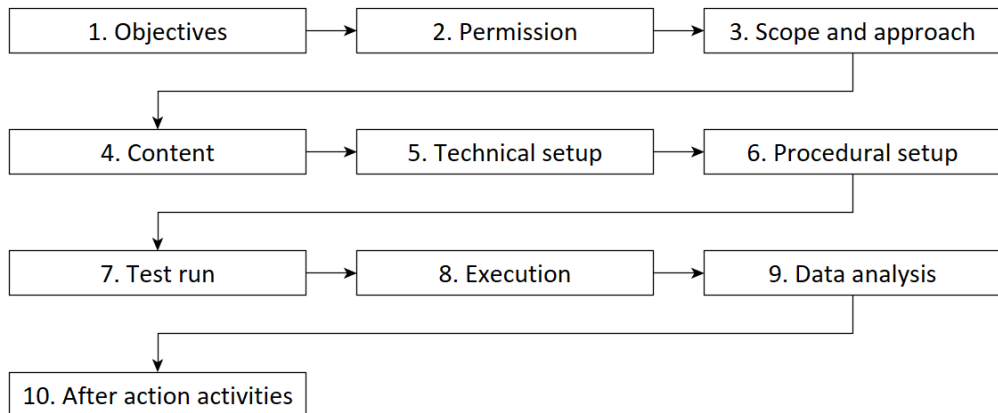 1. Objectives
2. Permission
3. Scope and approach
4. Content
5. Technical setup
6. Procedural setup
7. Test run
8. Execution
9. Data analysis
10. After action activities